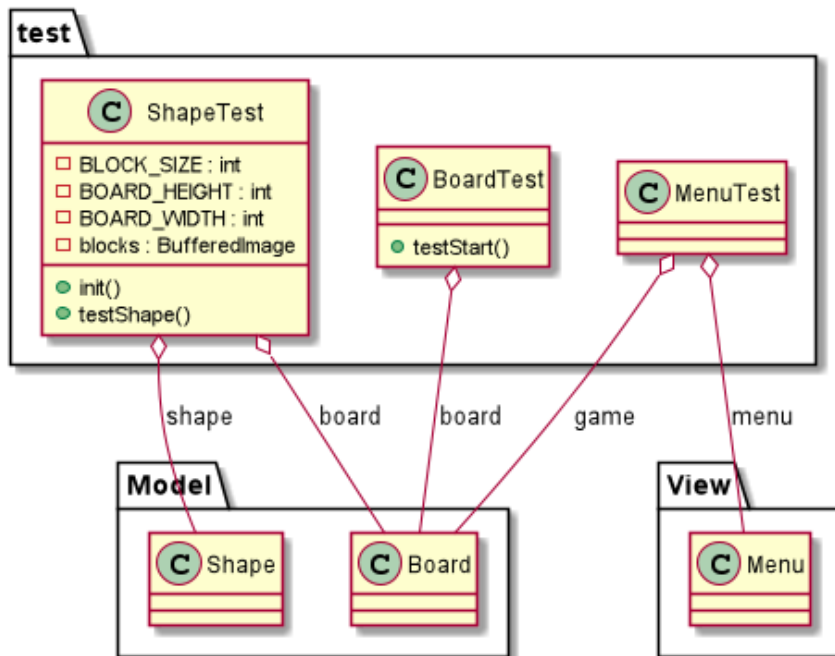 test
C ShapeTest
BLOCK_SIZE : int
BOARD_HEIGHT : int
BOARD_WIDTH : int
blocks : BufferedImage
init()
testShape()
C BoardTest
testStart()
C MenuTest
shape
board
board
game
menu
Model
C Shape
C Board
View
C Menu